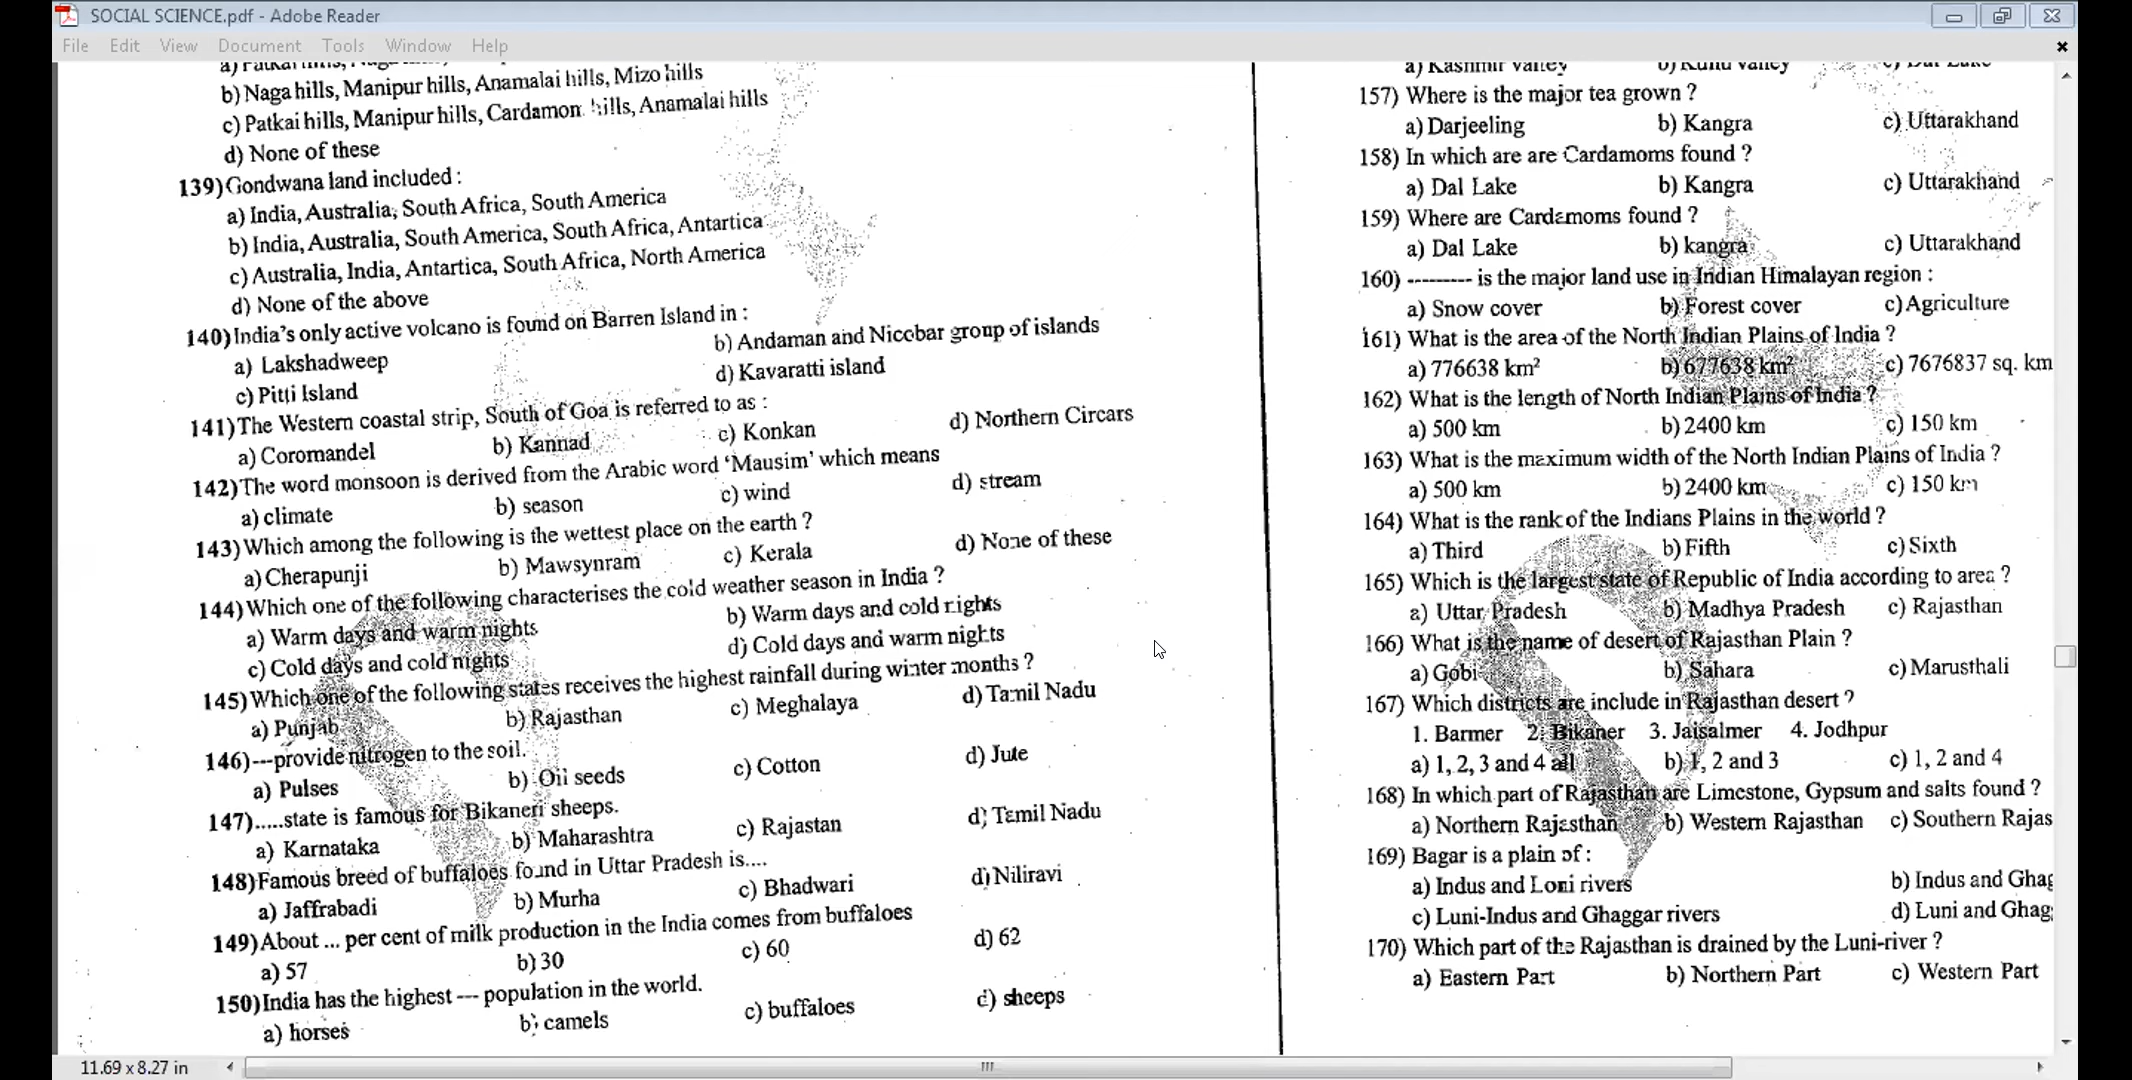 SOCIAL SCIENCE.pdf - Adobe Reader
File Edit View Document Tools Window Help
b) Naga hills, Manipur hills, Anamalai hills, Mizo hills
c) Patkai hills, Manipur hills, Cardamon hills, Anamalai hills
d) None of these
139) Gondwana land included :
a) India, Australia, South Africa, South America
b) India, Australia, South America, South Africa, Antartica
c) Australia, India, Antartica, South Africa, North America
d) None of the above
140) India's only active volcano is found on Barren Island in :
a) Lakshadweep b) Andaman and Nicobar group of islands
c) Pitti Island d) Kavaratti island
141) The Western coastal strip, South of Goa is referred to as :
a) Coromandel b) Kannad c) Konkan d) Northern Circars
142) The word monsoon is derived from the Arabic word ‘Mausim’ which means
a) climate b) season c) wind d) stream
143) Which among the following is the wettest place on the earth ?
a) Cherapunji b) Mawsynram c) Kerala d) None of these
144) Which one of the following characterises the cold weather season in India ?
a) Warm days and warm nights b) Warm days and cold nights
c) Cold days and cold nights d) Cold days and warm nights
145) Which one of the following states receives the highest rainfall during winter months ?
a) Punjab b) Rajasthan c) Meghalaya d) Tamil Nadu
146) ---provide nitrogen to the soil.
a) Pulses b) Oil seeds c) Cotton d) Jute
147) .....state is famous for Bikaneri sheeps.
a) Karnataka b) Maharashtra c) Rajastan d) Tamil Nadu
148) Famous breed of buffaloes found in Uttar Pradesh is....
a) Jaffrabadi b) Murha c) Bhadwari d) Niliravi
149) About ... per cent of milk production in the India comes from buffaloes
a) 57 b) 30 c) 60 d) 62
150) India has the highest --- population in the world.
a) horses b) camels c) buffaloes d) sheeps
a) Kashmir valley b) Kullu valley c) Dal Lake
157) Where is the major tea grown ?
a) Darjeeling b) Kangra c) Uttarakhand
158) In which are are Cardamoms found ?
a) Dal Lake b) Kangra c) Uttarakhand
159) Where are Cardamoms found ?
a) Dal Lake b) kangra c) Uttarakhand
160) --------- is the major land use in Indian Himalayan region :
a) Snow cover b) Forest cover c) Agriculture
161) What is the area of the North Indian Plains of India ?
a) 776638 km² b) 677638 km² c) 7676837 sq. km
162) What is the length of North Indian Plains of India ?
a) 500 km b) 2400 km c) 150 km
163) What is the maximum width of the North Indian Plains of India ?
a) 500 km b) 2400 km c) 150 km
164) What is the rank of the Indians Plains in the world ?
a) Third b) Fifth c) Sixth
165) Which is the largest state of Republic of India according to area ?
a) Uttar Pradesh b) Madhya Pradesh c) Rajasthan
166) What is the name of desert of Rajasthan Plain ?
a) Gobi b) Sahara c) Marusthali
167) Which districts are include in Rajasthan desert ?
1. Barmer 2. Bikaner 3. Jaisalmer 4. Jodhpur
a) 1, 2, 3 and 4 all b) 1, 2 and 3 c) 1, 2 and 4
168) In which part of Rajasthan are Limestone, Gypsum and salts found ?
a) Northern Rajasthan b) Western Rajasthan c) Southern Rajas
169) Bagar is a plain of :
a) Indus and Loni rivers b) Indus and Ghag
c) Luni-Indus and Ghaggar rivers d) Luni and Ghag
170) Which part of the Rajasthan is drained by the Luni-river ?
a) Eastern Part b) Northern Part c) Western Part
11.69 x 8.27 in